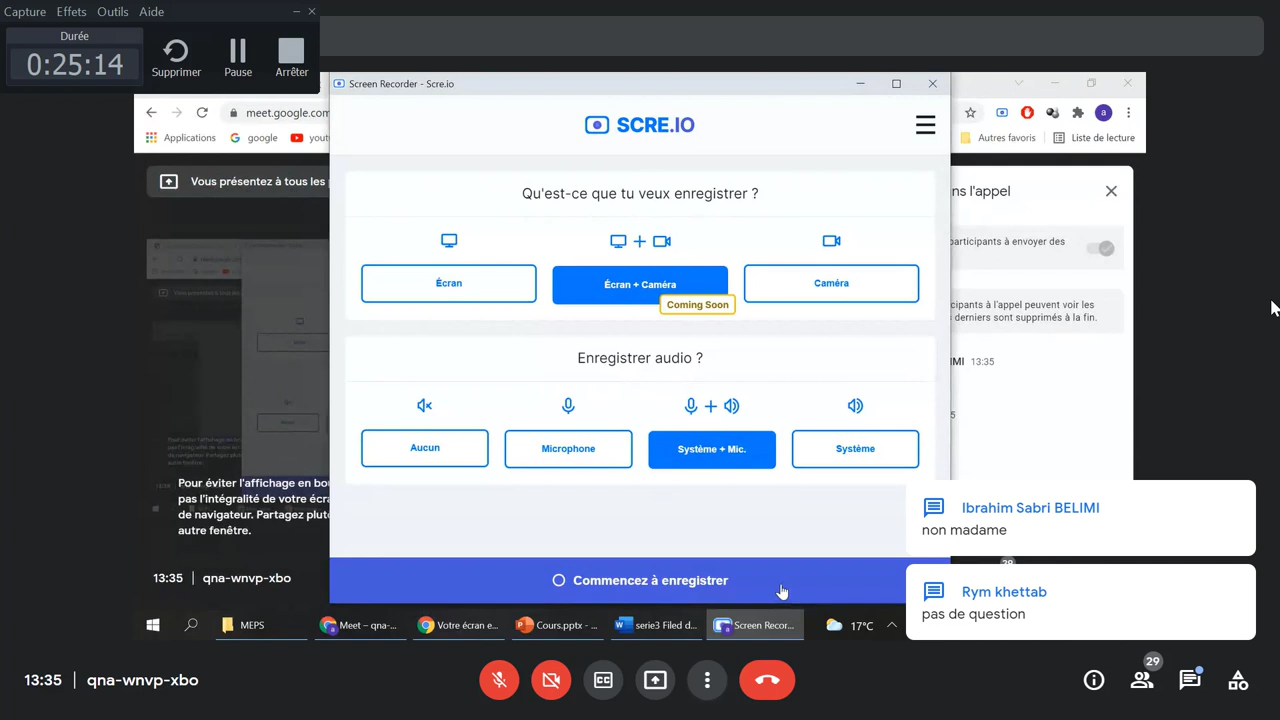 Capture Effets Outils Aide
Durée
0:25:14
Supprimer
Pause
Arrêter
Screen Recorder - Scre.io
meet.google.com
Applications
google
yout
Autres favoris
Liste de lecture
SCRE.IO
Vous présentez à tous les p
ns l'appel
Qu'est-ce que tu veux enregistrer ?
articipants à envoyer des
Écran
Écran + Caméra
Caméra
Coming Soon
cipants à l'appel peuvent voir les
derniers sont supprimés à la fin.
Enregistrer audio ?
IMI 13:35
Aucun
Microphone
Système + Mic.
Système
Pour éviter l'affichage en bou
pas l'intégralité de votre écra
de navigateur. Partagez plutô
autre fenêtre.
Ibrahim Sabri BELIMI
non madame
Commencez à enregistrer
13:35 | qna-wnvp-xbo
Rym khettab
pas de question
MEPS
Meet – qna-...
Votre écran e...
Cours.pptx - ...
serie3 Filed d...
Screen Recor...
17°C
13:35 | qna-wnvp-xbo
29